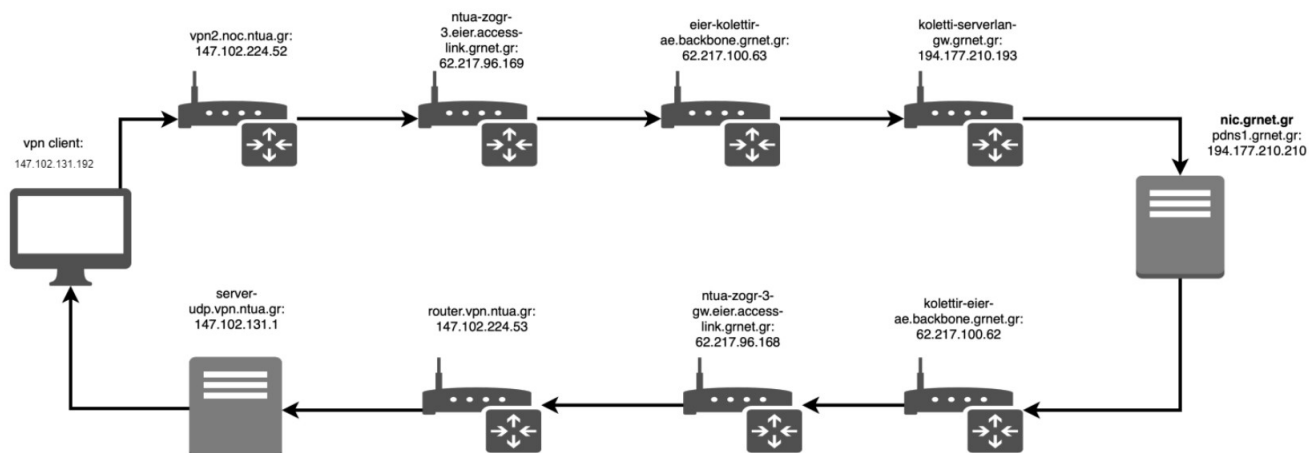 vpn2.noc.ntua.gr:
147.102.224.52
ntua-zogr-
3.eier.access-
link.grnet.gr:
62.217.96.169
eier-kolettir-
ae.backbone.grnet.gr:
62.217.100.63
koletti-serverlan-
gw.grnet.gr:
194.177.210.193
nic.grnet.gr
pdns1.grnet.gr:
194.177.210.210
vpn client:
147.102.131.192
server-
udp.vpn.ntua.gr:
147.102.131.1
router.vpn.ntua.gr:
147.102.224.53
ntua-zogr-3-
gw.eier.access-
link.grnet.gr:
62.217.96.168
kolettir-eier-
ae.backbone.grnet.gr:
62.217.100.62